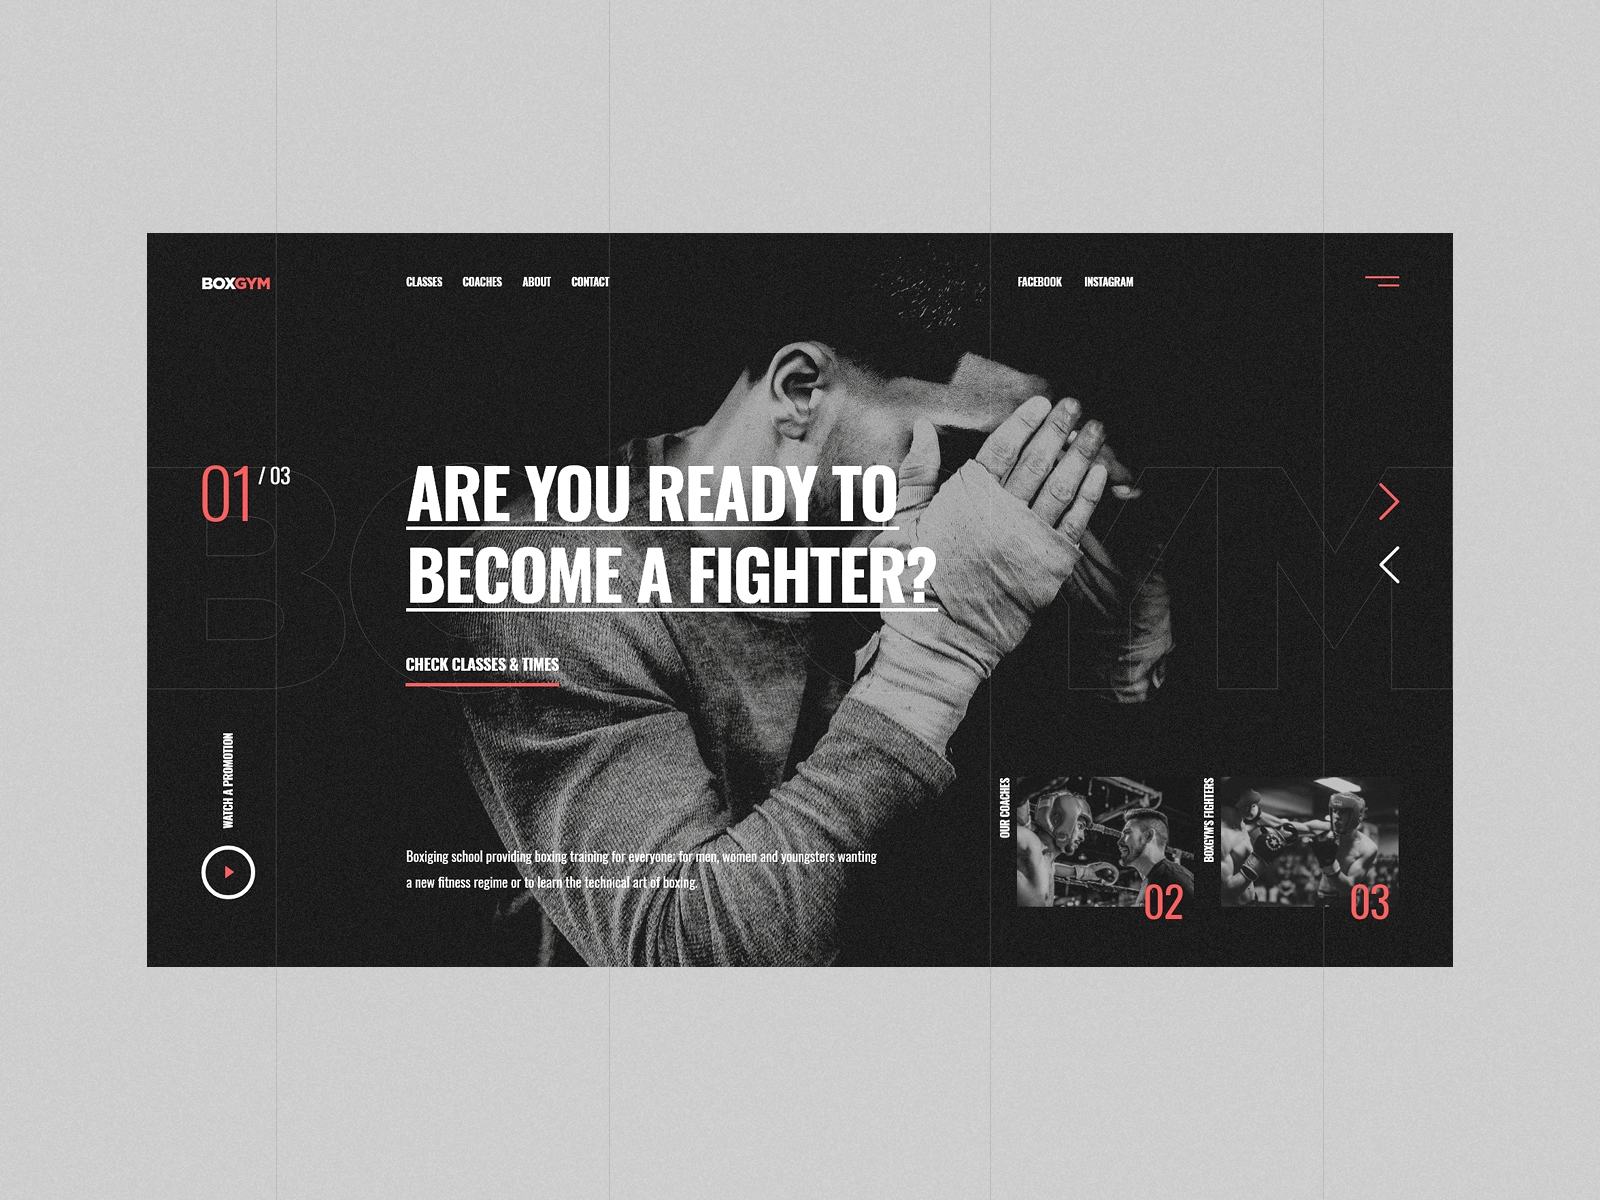 BOXGYM
CLASSES COACHES ABOUT CONTACT
FACEBOOK INSTAGRAM
01 / 03
BOXGYM
ARE YOU READY TO
BECOME A FIGHTER?
CHECK CLASSES & TIMES
WATCH A PROMOTION
Boxiging school providing boxing training for everyone: for men, women and youngsters wanting
a new fitness regime or to learn the technical art of boxing.
OUR COACHES
02
BOXGYM'S FIGHTERS
03